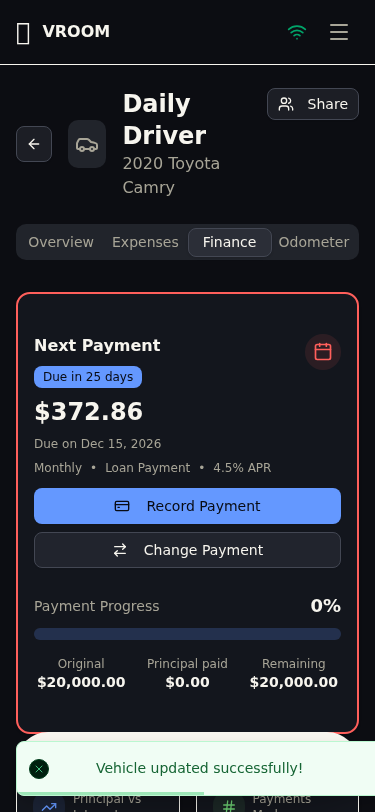 VROOM
Daily
Driver
2020 Toyota
Camry
Share
Overview Expenses Finance Odometer
Next Payment
Due in 25 days
$372.86
Due on Dec 15, 2026
Monthly • Loan Payment • 4.5% APR
Record Payment
Change Payment
Payment Progress 0%
Original Principal paid Remaining
$20,000.00 $0.00 $20,000.00
Vehicle updated successfully!
Principal vs Payments